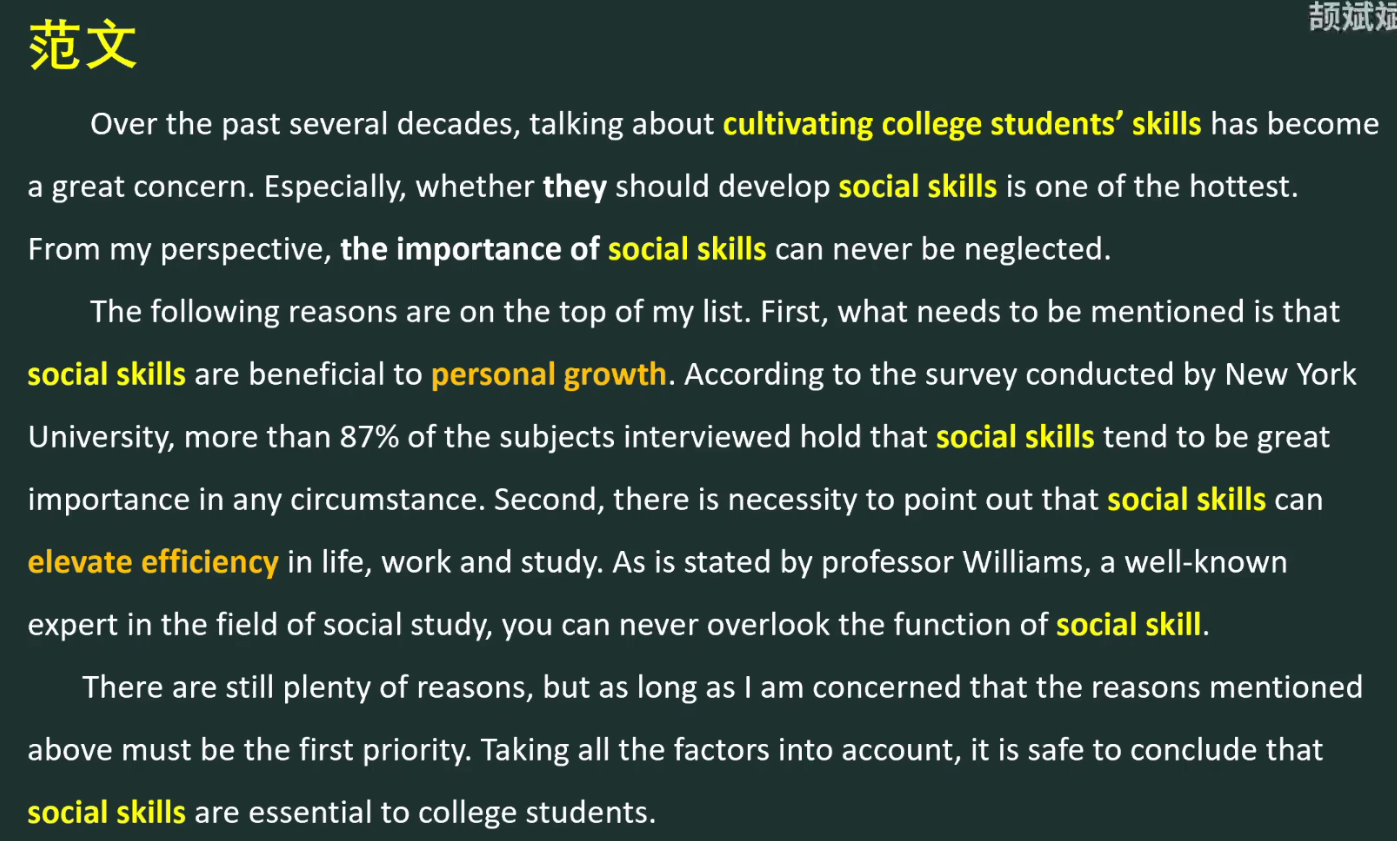 范文
颉斌斌
Over the past several decades, talking about cultivating college students’ skills has become
a great concern. Especially, whether they should develop social skills is one of the hottest.
From my perspective, the importance of social skills can never be neglected.
The following reasons are on the top of my list. First, what needs to be mentioned is that
social skills are beneficial to personal growth. According to the survey conducted by New York
University, more than 87% of the subjects interviewed hold that social skills tend to be great
importance in any circumstance. Second, there is necessity to point out that social skills can
elevate efficiency in life, work and study. As is stated by professor Williams, a well-known
expert in the field of social study, you can never overlook the function of social skill.
There are still plenty of reasons, but as long as I am concerned that the reasons mentioned
above must be the first priority. Taking all the factors into account, it is safe to conclude that
social skills are essential to college students.